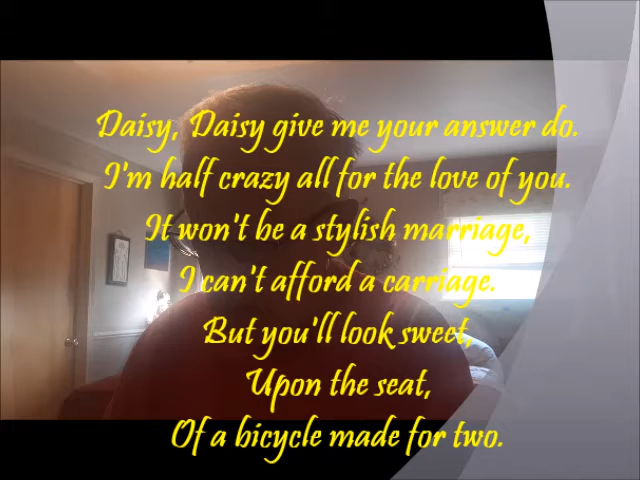 Daisy, Daisy give me your answer do.
I'm half crazy all for the love of you.
It won't be a stylish marriage,
I can't afford a carriage.
But you'll look sweet,
Upon the seat,
Of a bicycle made for two.